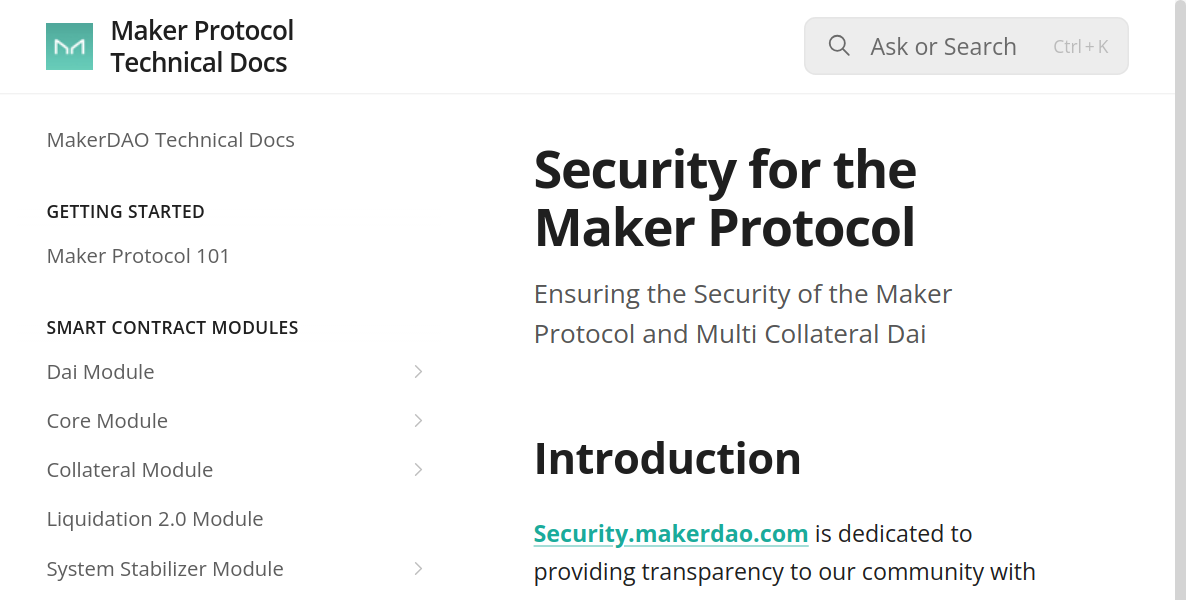 Maker Protocol
Technical Docs
Ask or Search
Ctrl + K
MakerDAO Technical Docs
GETTING STARTED
Maker Protocol 101
SMART CONTRACT MODULES
Dai Module
Core Module
Collateral Module
Liquidation 2.0 Module
System Stabilizer Module
Security for the
Maker Protocol
Ensuring the Security of the Maker
Protocol and Multi Collateral Dai
Introduction
Security.makerdao.com is dedicated to
providing transparency to our community with